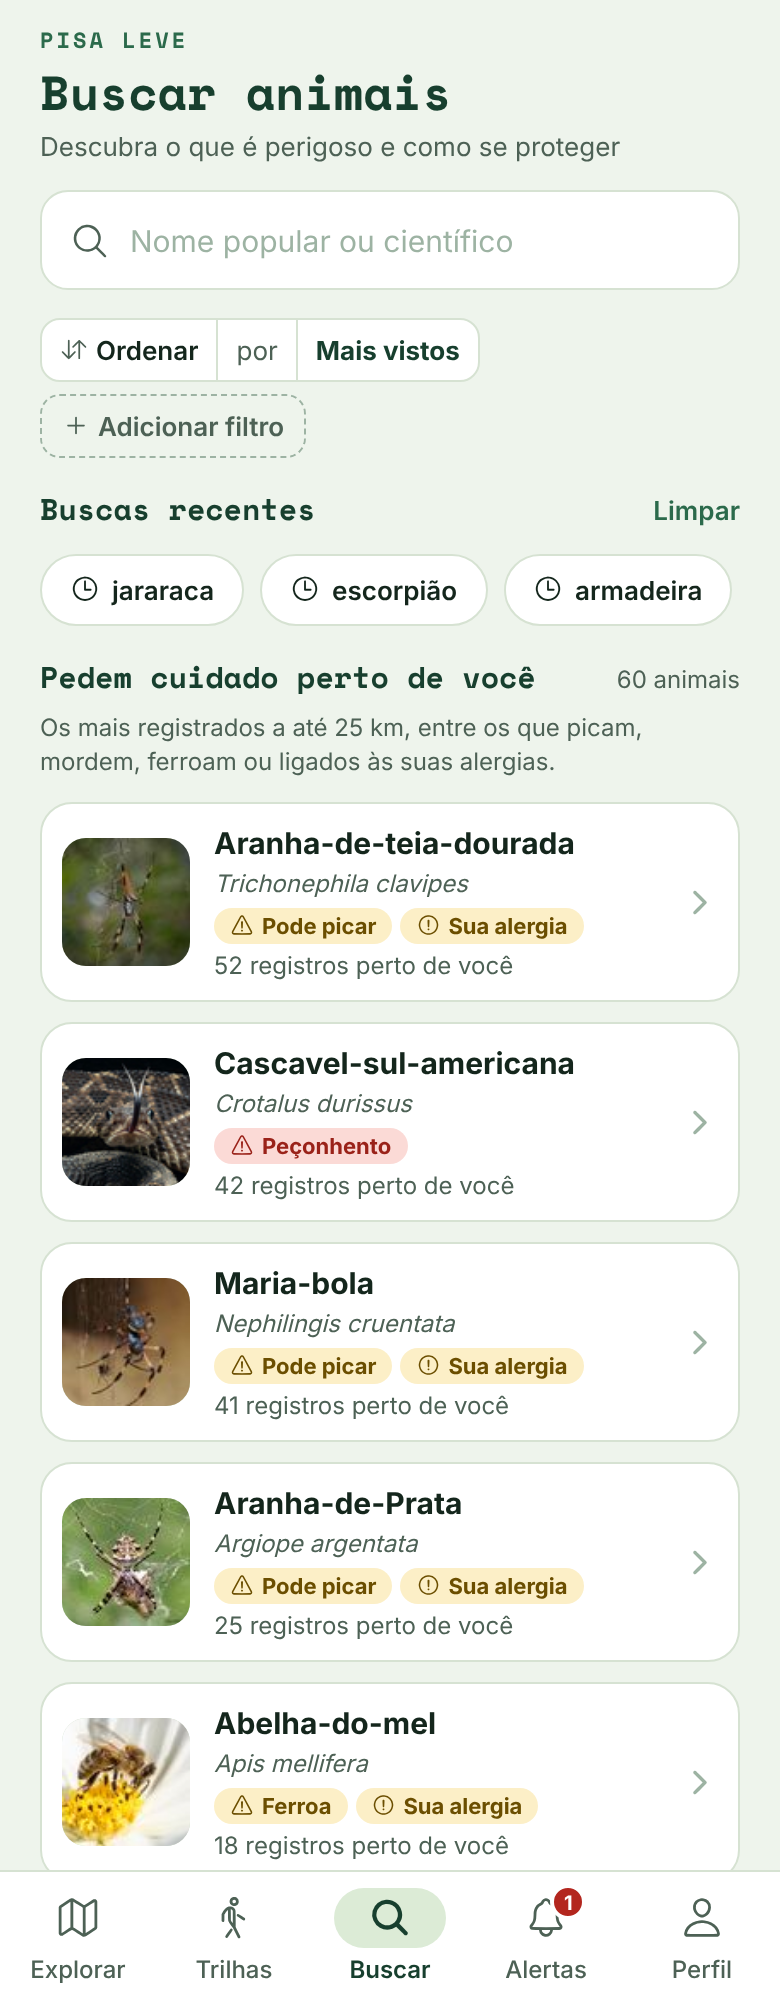 PISA LEVE
Buscar animais
Descubra o que é perigoso e como se proteger
Nome popular ou científico
Ordenar por Mais vistos
+ Adicionar filtro
Buscas recentes Limpar
jararaca escorpião armadeira
Pedem cuidado perto de você 60 animais
Os mais registrados a até 25 km, entre os que picam,
mordem, ferroam ou ligados às suas alergias.
Aranha-de-teia-dourada
Trichonephila clavipes
Pode picar Sua alergia
52 registros perto de você
Cascavel-sul-americana
Crotalus durissus
Peçonhento
42 registros perto de você
Maria-bola
Nephilingis cruentata
Pode picar Sua alergia
41 registros perto de você
Aranha-de-Prata
Argiope argentata
Pode picar Sua alergia
25 registros perto de você
Abelha-do-mel
Apis mellifera
Ferroa Sua alergia
18 registros perto de você
1
Explorar Trilhas Buscar Alertas Perfil